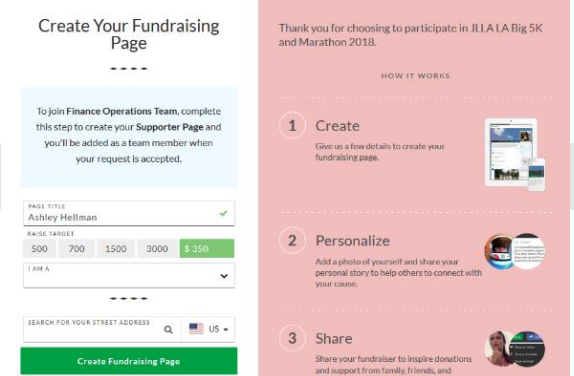 Create Your Fundraising
Page
To join Finance Operations Team, complete
this step to create your Supporter Page and
you'll be added as a team member when
your request is accepted.
PAGE TITLE
Ashley Hellman
RAISE TARGET
500 700 1500 3000 $ 350
I AM A
SEARCH FOR YOUR STREET ADDRESS
US
Create Fundraising Page
Thank you for choosing to participate in JLLA LA Big 5K
and Marathon 2018.
HOW IT WORKS
1 Create
Give us a few details to create your
fundraising page.
2 Personalize
Add a photo of yourself and share your
personal story to help others to connect with
your cause.
3 Share
Share your fundraiser to inspire donations
and support from family, friends, and